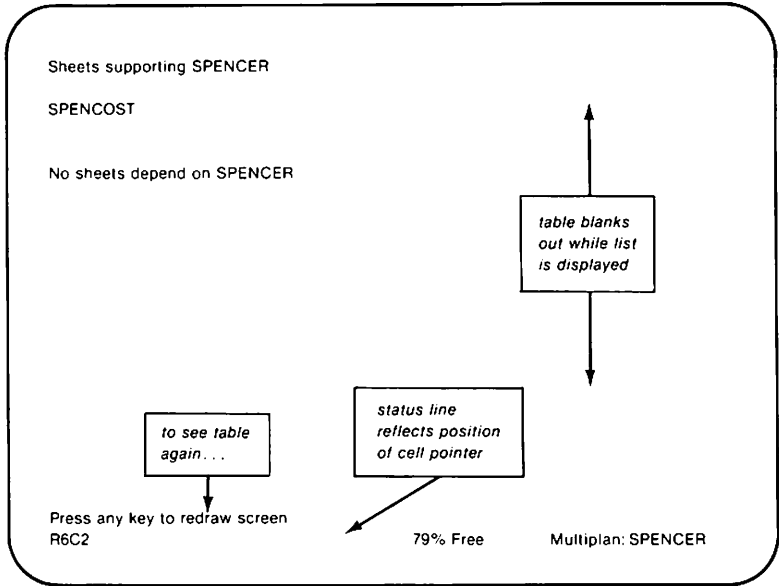 Sheets supporting SPENCER
SPENCOST
No sheets depend on SPENCER
table blanks
out while list
is displayed
to see table
again...
status line
reflects position
of cell pointer
Press any key to redraw screen
R6C2 79% Free Multiplan: SPENCER